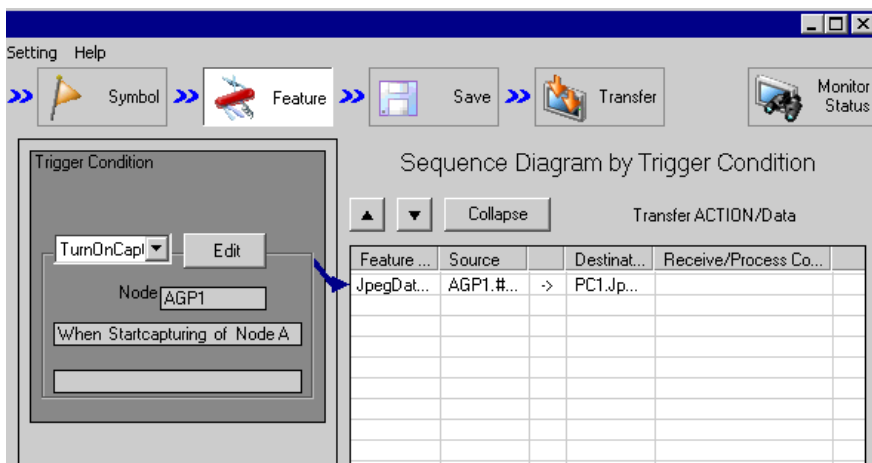 Setting Help
Symbol Feature Save Transfer Monitor Status
Trigger Condition
Sequence Diagram by Trigger Condition
Collapse Transfer ACTION/Data
TurnOnCapt Edit
Feature ... Source Destinat... Receive/Process Co...
JpegDat... AGP1.#... -> PC1.Jp...
Node AGP1
When Startcapturing of Node A